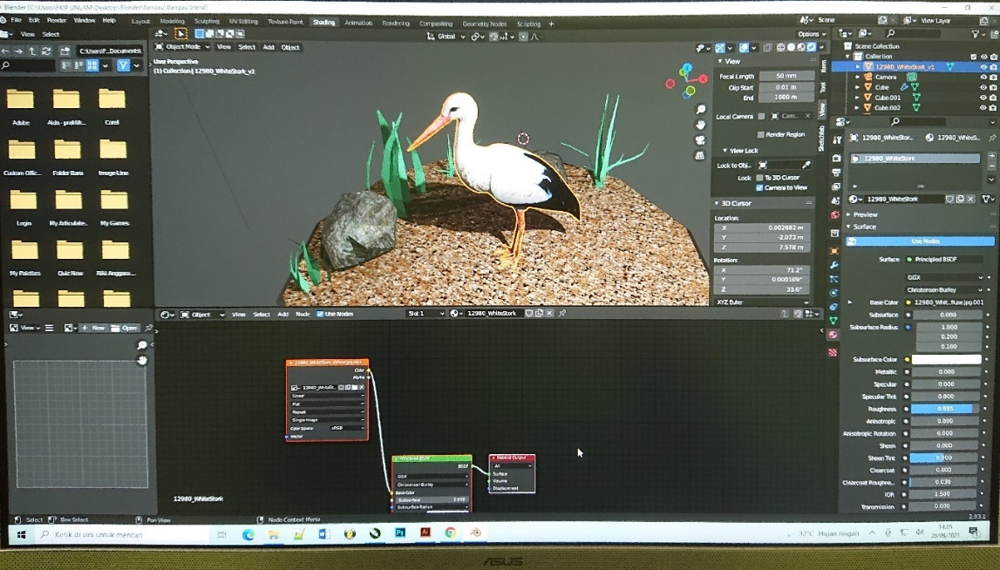 Blender [C:\Users\FKIP UNLAM\Desktop\Blender\Bangau\Bangau.blend]
File Edit Render Window Help Layout Modeling Sculpting UV Editing Texture Paint Shading Animation Rendering Compositing Geometry Nodes Scripting + Scene View Layer
View Select Global Options
C:\Users\F...Documents\ Object Mode View Select Add Object
User Perspective
(1) Collection | 12980_WhiteStork_v1
Adobe
Corel
Custom Offic...
Folder Baru
Image-Line
Login
My Articulate...
My Games
My Palettes
Quiz New
Riki Anggara...
View
Focal Length 50 mm
Clip Start 0.01 m
End 1000 m
Local Camera Cam...
Render Region
View Lock
Lock to Obj...
Lock To 3D Cursor
Camera to View
3D Cursor
Location:
X 0.002682 m
Y -2.073 m
Z 7.578 m
Rotation:
X 71.2°
Y 0.000109°
Z 33.6°
XYZ Euler
Item
Tool
View
Sketchfab
Scene Collection
Collection
12980_WhiteStork_v1
Camera
Cube
Cube.001
Cube.002
12980_WhiteStor... 12980_WhiteS...
12980_WhiteStork
12980_WhiteStork
Preview
Surface
Use Nodes
Surface Principled BSDF
GGX
Christensen-Burley
Base Color 12980_Whit...ffuse.jpg.001
Subsurface 0.000
Subsurface Radius 1.000
0.200
0.100
Subsurface Color
Metallic 0.000
Specular 0.000
Specular Tint 0.000
Roughness 0.895
Anisotropic 0.000
Anisotropic Rotation 0.000
Sheen 0.000
Sheen Tint 0.500
Clearcoat 0.000
Clearcoat Roughne... 0.030
IOR 1.500
Transmission 0.000
Object View Select Add Node Use Nodes Slot 1 12980_WhiteStork
View New Open
Color
Alpha
12980_WhiteSt...
Linear
Flat
Repeat
Single Image
Color Space sRGB
Vector
Principled BSDF
BSDF
GGX
Christensen-Burley
Base Color
Subsurface 0.000
Subsurface Radius
Material Output
All
Surface
Volume
Displacement
12980_WhiteStork
Select Box Select Pan View Node Context Menu 2.93.1
Ketik di sini untuk mencari 32°C Hujan ringan 14.05
ASUS